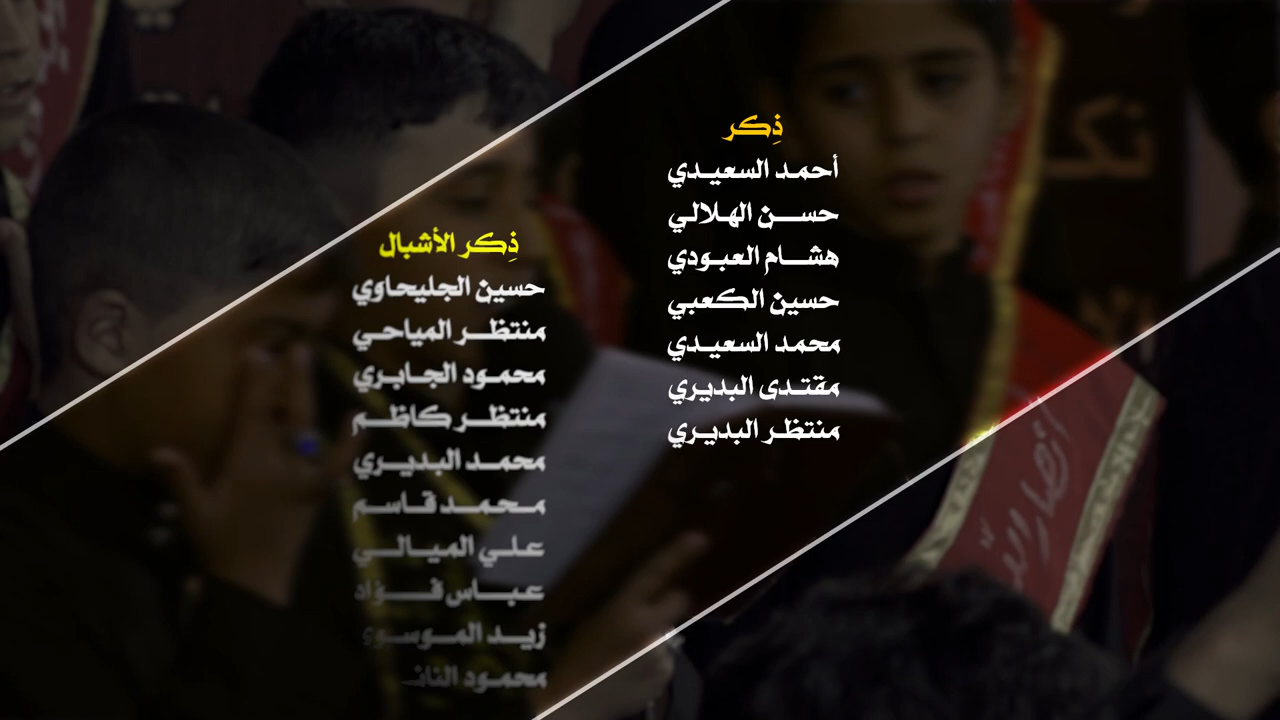 ذِكر
أحمد السعيدي
حسن الهلالي
هشام العبودي
حسين الكعبي
محمد السعيدي
مقتدى البديري
منتظر البديري
ذِكر الأشبال
حسين الجليحاوي
منتظر المياحي
محمود الجابري
منتظر كاظم
محمد البديري
محمد قاسم
علي الميالي
عباس فؤاد
زيد الموسوي
محمود